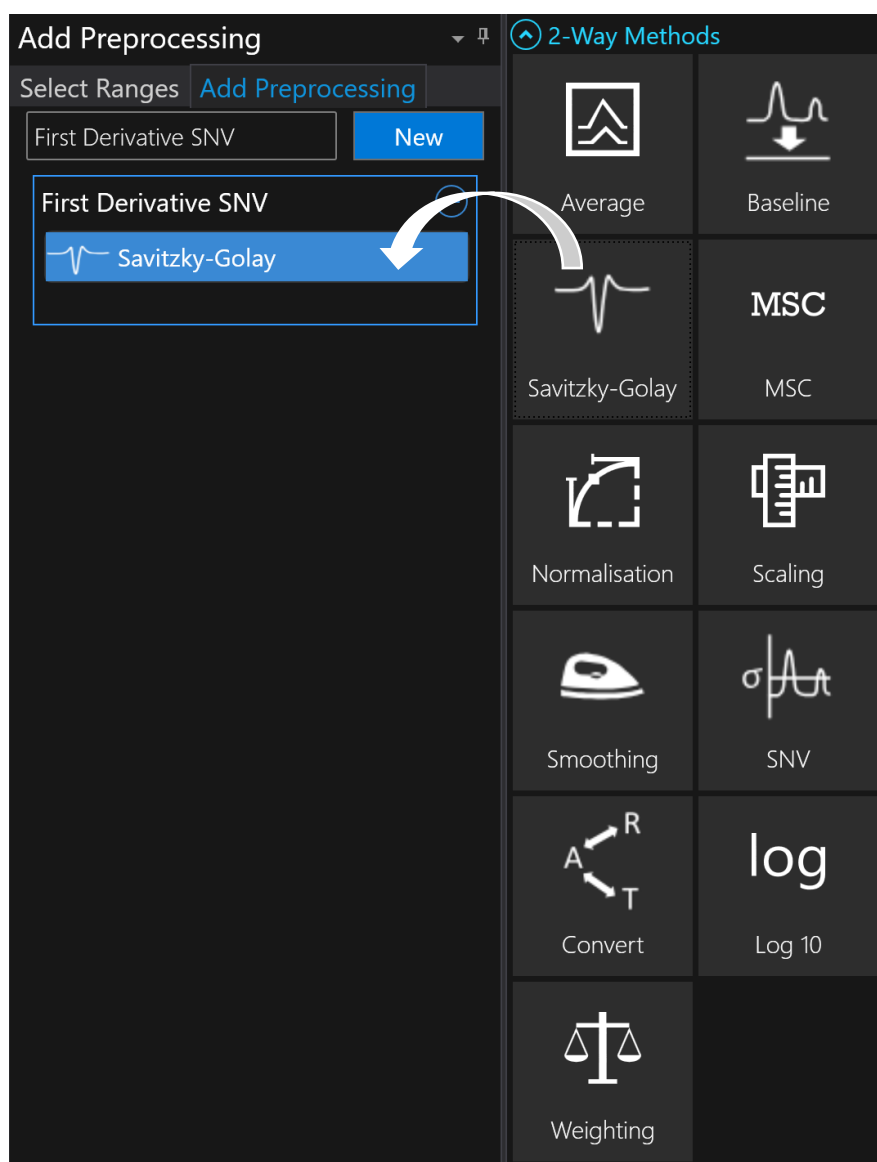 Add Preprocessing
Select Ranges
Add Preprocessing
First Derivative SNV
New
First Derivative SNV
Savitzky-Golay
2-Way Methods
Average
Baseline
Savitzky-Golay
MSC
MSC
Normalisation
Scaling
Smoothing
σ
SNV
A R T
Convert
log
Log 10
Weighting